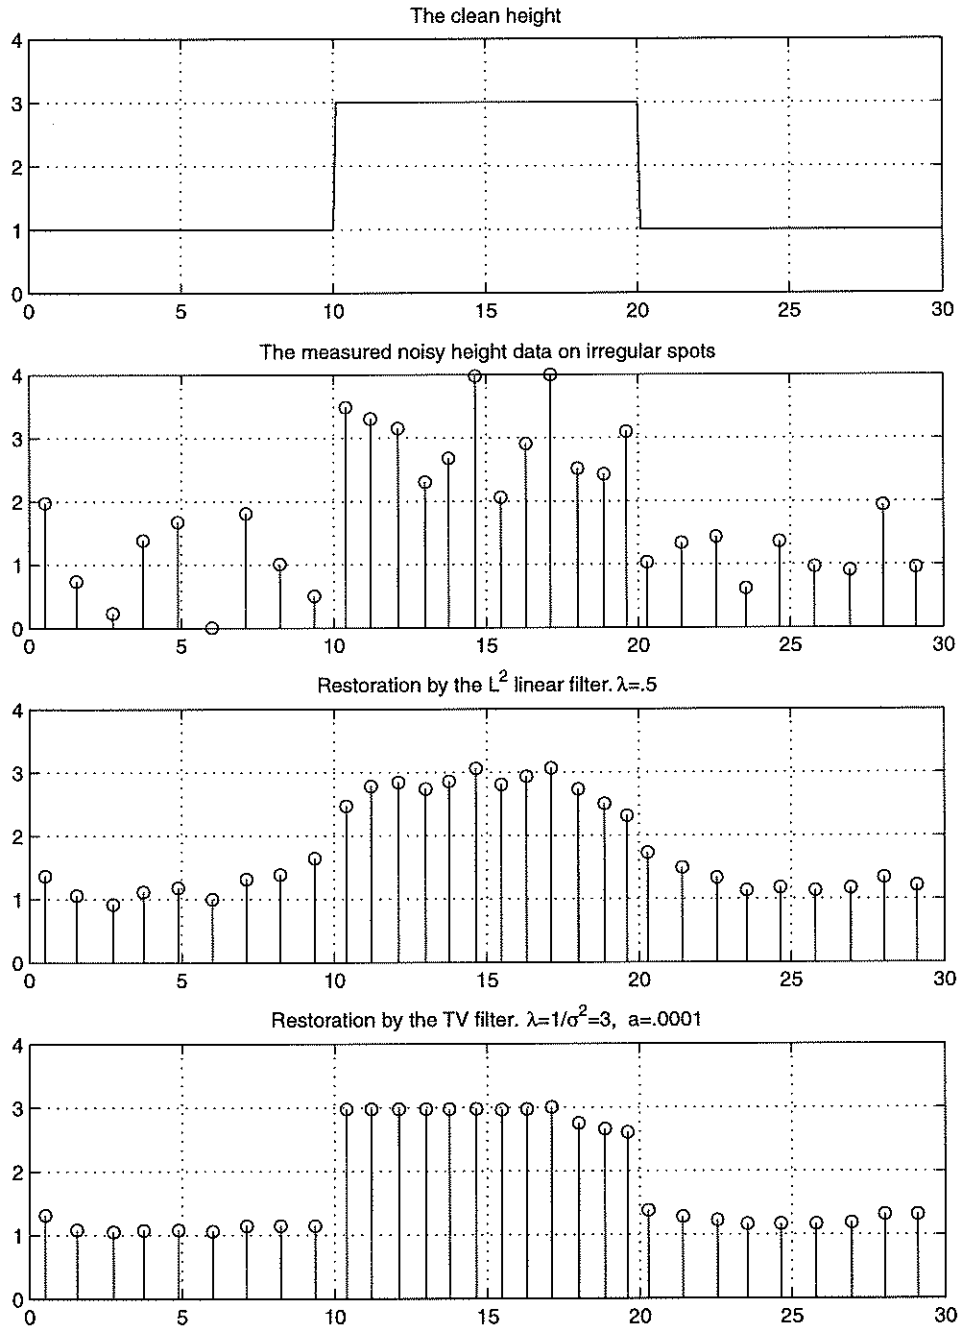 The clean height
4
3
2
1
0
0 5 10 15 20 25 30
The measured noisy height data on irregular spots
4
3
2
1
0
0 5 10 15 20 25 30
Restoration by the L² linear filter. λ=.5
4
3
2
1
0
0 5 10 15 20 25 30
Restoration by the TV filter. λ=1/σ²=3, a=.0001
4
3
2
1
0
0 5 10 15 20 25 30